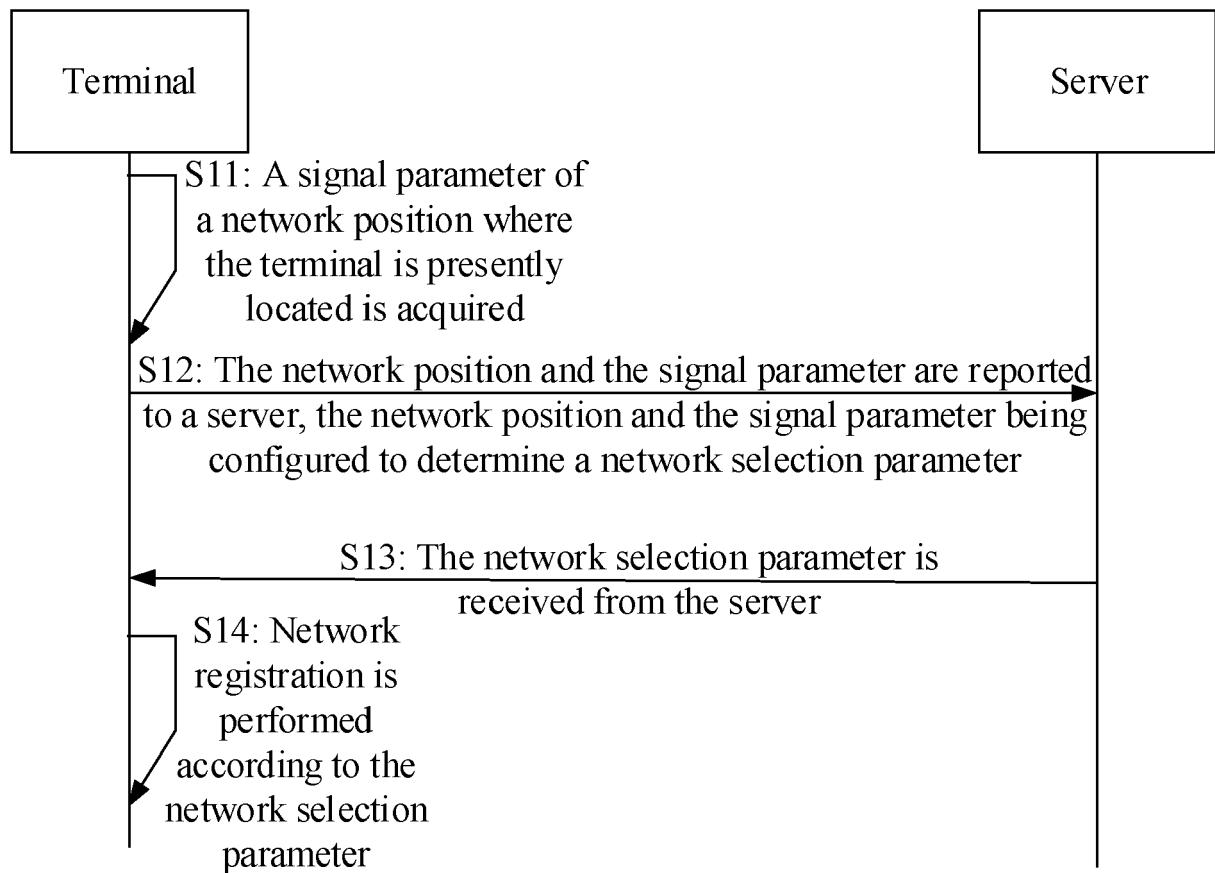 Terminal
Server
S11: A signal parameter of
a network position where
the terminal is presently
located is acquired
S12: The network position and the signal parameter are reported
to a server, the network position and the signal parameter being
configured to determine a network selection parameter
S13: The network selection parameter is
received from the server
S14: Network
registration is
performed
according to the
network selection
parameter